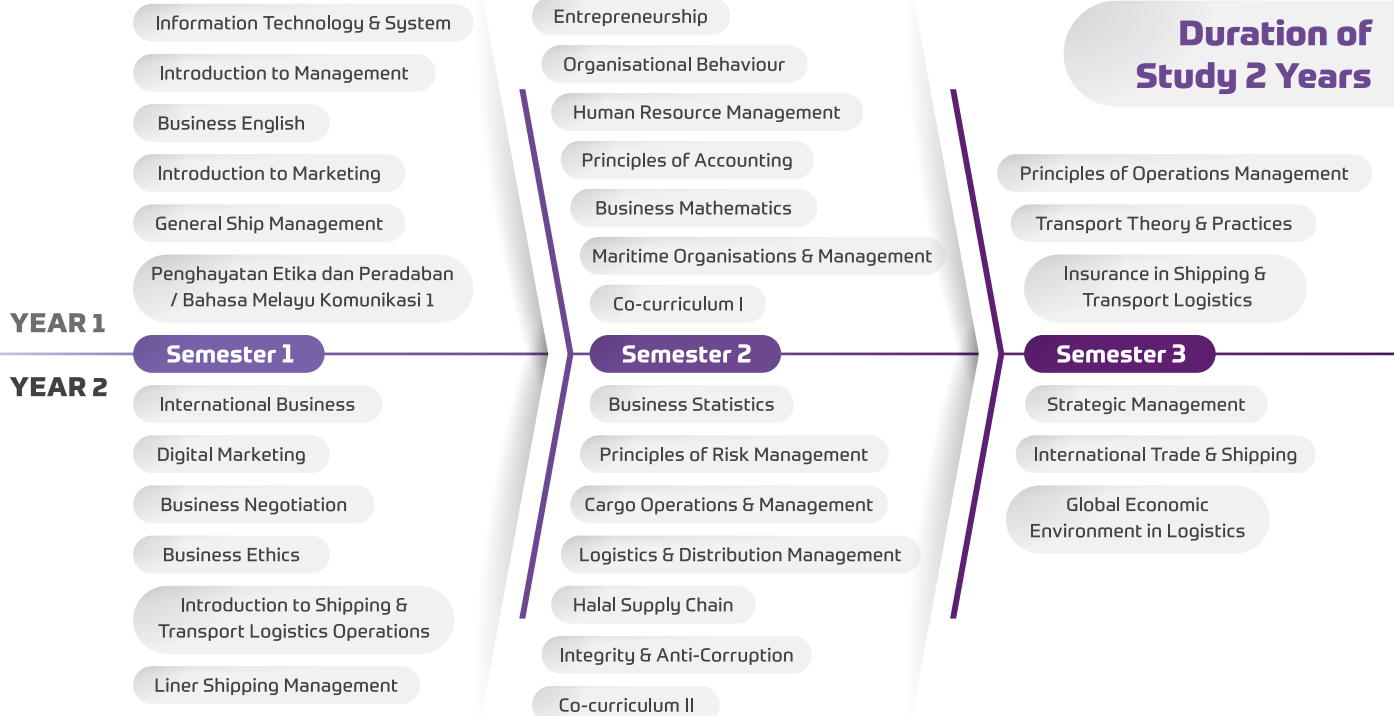 Duration of
Study 2 Years
YEAR 1
Information Technology & System
Introduction to Management
Business English
Introduction to Marketing
General Ship Management
Penghayatan Etika dan Peradaban
/ Bahasa Melayu Komunikasi 1
Semester 1
Entrepreneurship
Organisational Behaviour
Human Resource Management
Principles of Accounting
Business Mathematics
Maritime Organisations & Management
Co-curriculum I
Semester 2
Principles of Operations Management
Transport Theory & Practices
Insurance in Shipping &
Transport Logistics
Semester 3
YEAR 2
International Business
Digital Marketing
Business Negotiation
Business Ethics
Introduction to Shipping &
Transport Logistics Operations
Liner Shipping Management
Business Statistics
Principles of Risk Management
Cargo Operations & Management
Logistics & Distribution Management
Halal Supply Chain
Integrity & Anti-Corruption
Co-curriculum II
Strategic Management
International Trade & Shipping
Global Economic
Environment in Logistics